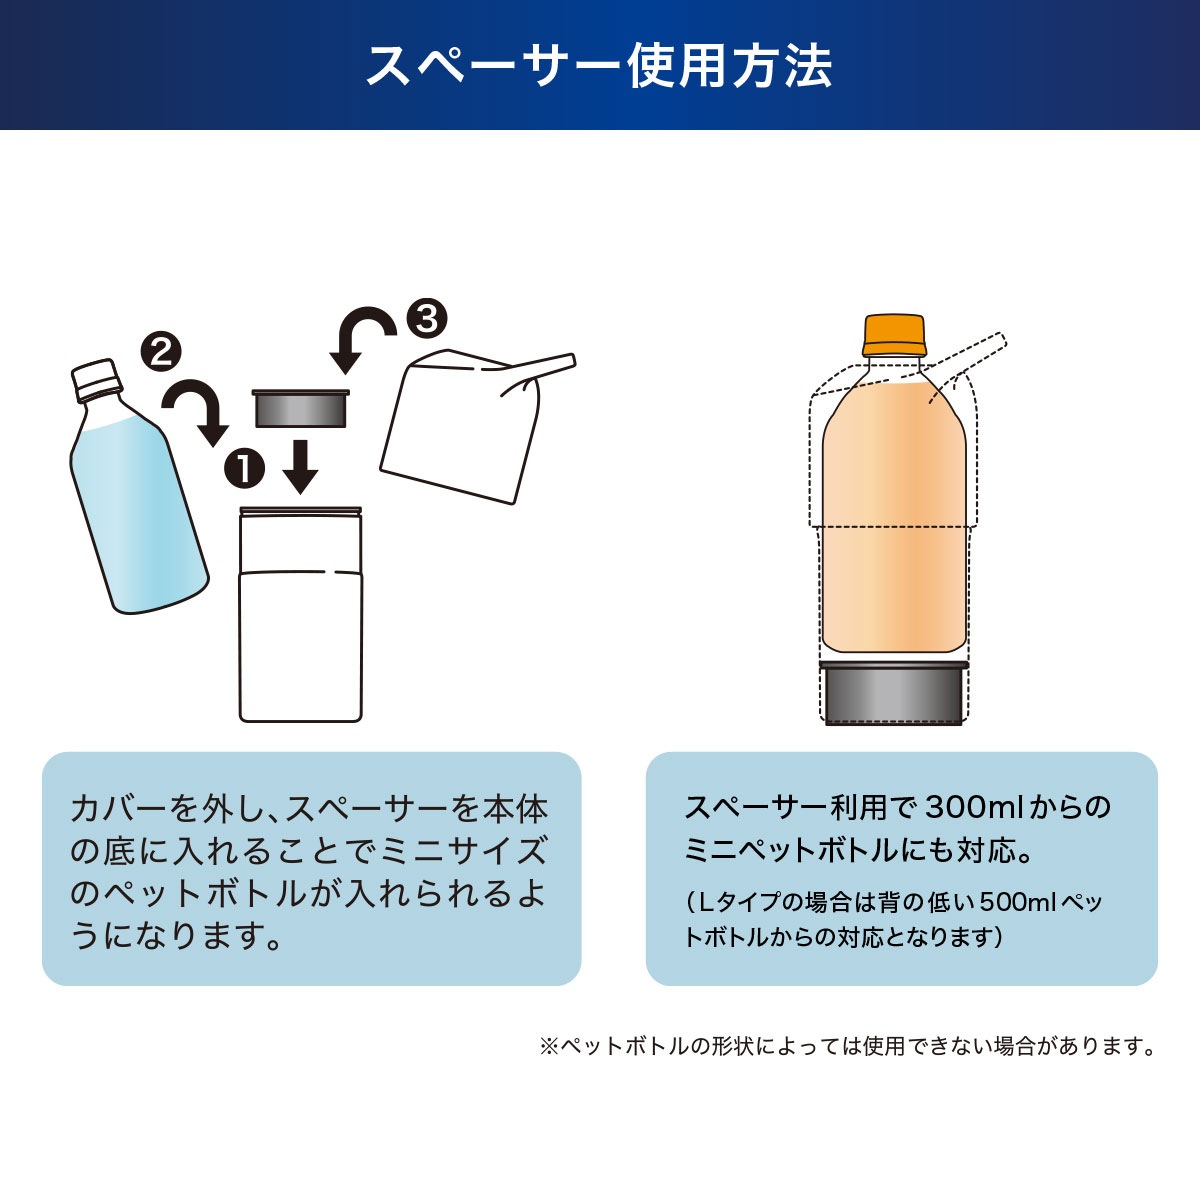 スペーサー使用方法
❸
❷
❶
カバーを外し、スペーサーを本体
の底に入れることでミニサイズ
のペットボトルが入れられるよ
うになります。
スペーサー利用で300mlからの
ミニペットボトルにも対応。
（Lタイプの場合は背の低い500mlペッ
トボトルからの対応となります）
※ペットボトルの形状によっては使用できない場合があります。